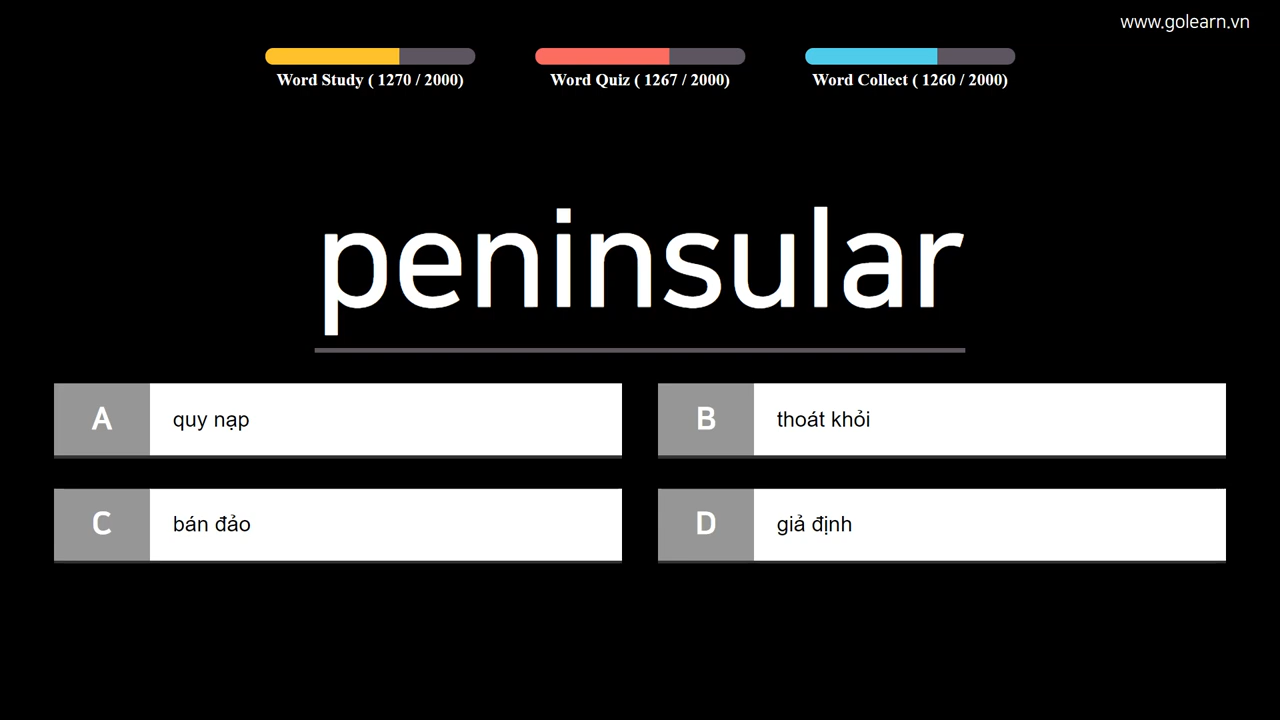 www.golearn.vn
Word Study ( 1270 / 2000)
Word Quiz ( 1267 / 2000)
Word Collect ( 1260 / 2000)
peninsular
A quy nạp
B thoát khỏi
C bán đảo
D giả định